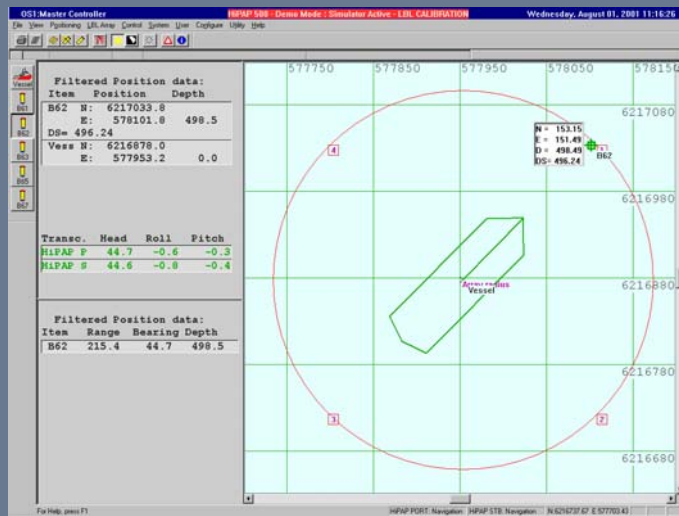 OS1:Master Controller
HiPAP 500 - Demo Mode : Simulator Active - LBL CALIBRATION
Wednesday, August 01, 2001 11:16:26
File View Positioning LBL Array Control System User Configure Utility Help
Vessel
B61
B62
B63
B65
B67
Filtered Position data:
Item Position Depth
B62 N: 6217033.8
E: 578101.8 498.5
DS= 496.24
Vess N: 6216878.0
E: 577953.2 0.0
Transc. Head Roll Pitch
HiPAP P 44.7 -0.6 -0.3
HiPAP S 44.6 -0.8 -0.4
Filtered Position data:
Item Range Bearing Depth
B62 215.4 44.7 498.5
577750 577850 577950 578050 578150
6217080
6216980
6216880
6216780
6216680
N = 153.15
E = 151.49
D = 498.49
DS= 496.24
B62
4
Array radius
Vessel
3
2
For Help, press F1
HiPAP PORT: Navigation HiPAP STB: Navigation N:6216737.67 E:577703.43